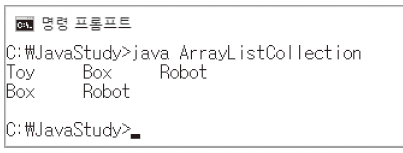 명령 프롬프트
C:₩JavaStudy>java ArrayListCollection
Toy Box Robot
Box Robot
C:₩JavaStudy>_